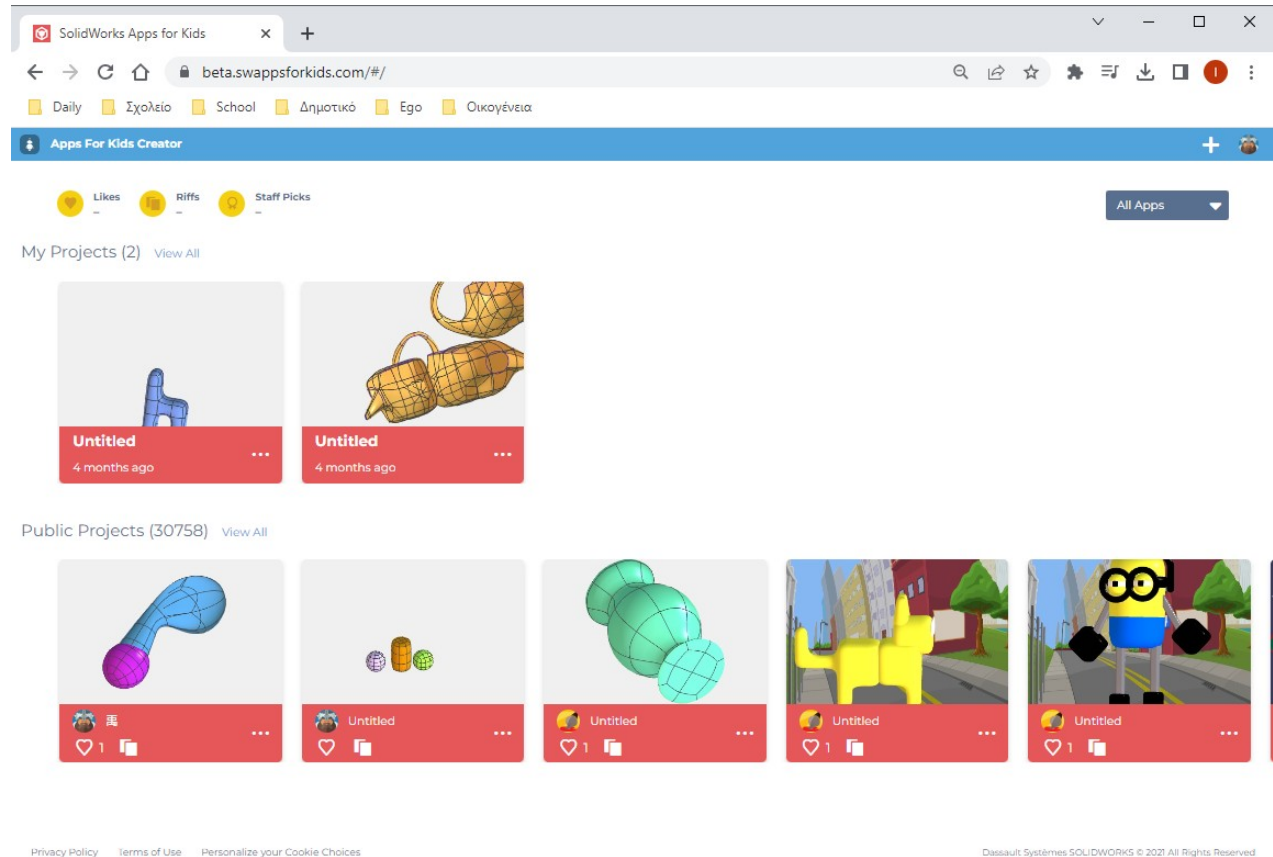 SolidWorks Apps for Kids
beta.swappsforkids.com/#/
I
Daily Σχολείο School Δημοτικό Ego Οικογένεια
Apps For Kids Creator
Likes Riffs Staff Picks
– – –
All Apps
My Projects (2) View All
Untitled Untitled
4 months ago 4 months ago
Public Projects (30758) View All
禹 Untitled Untitled Untitled Untitled
1 1 1 1
Privacy Policy Terms of Use Personalize your Cookie Choices Dassault Systèmes SOLIDWORKS © 2021 All Rights Reserved